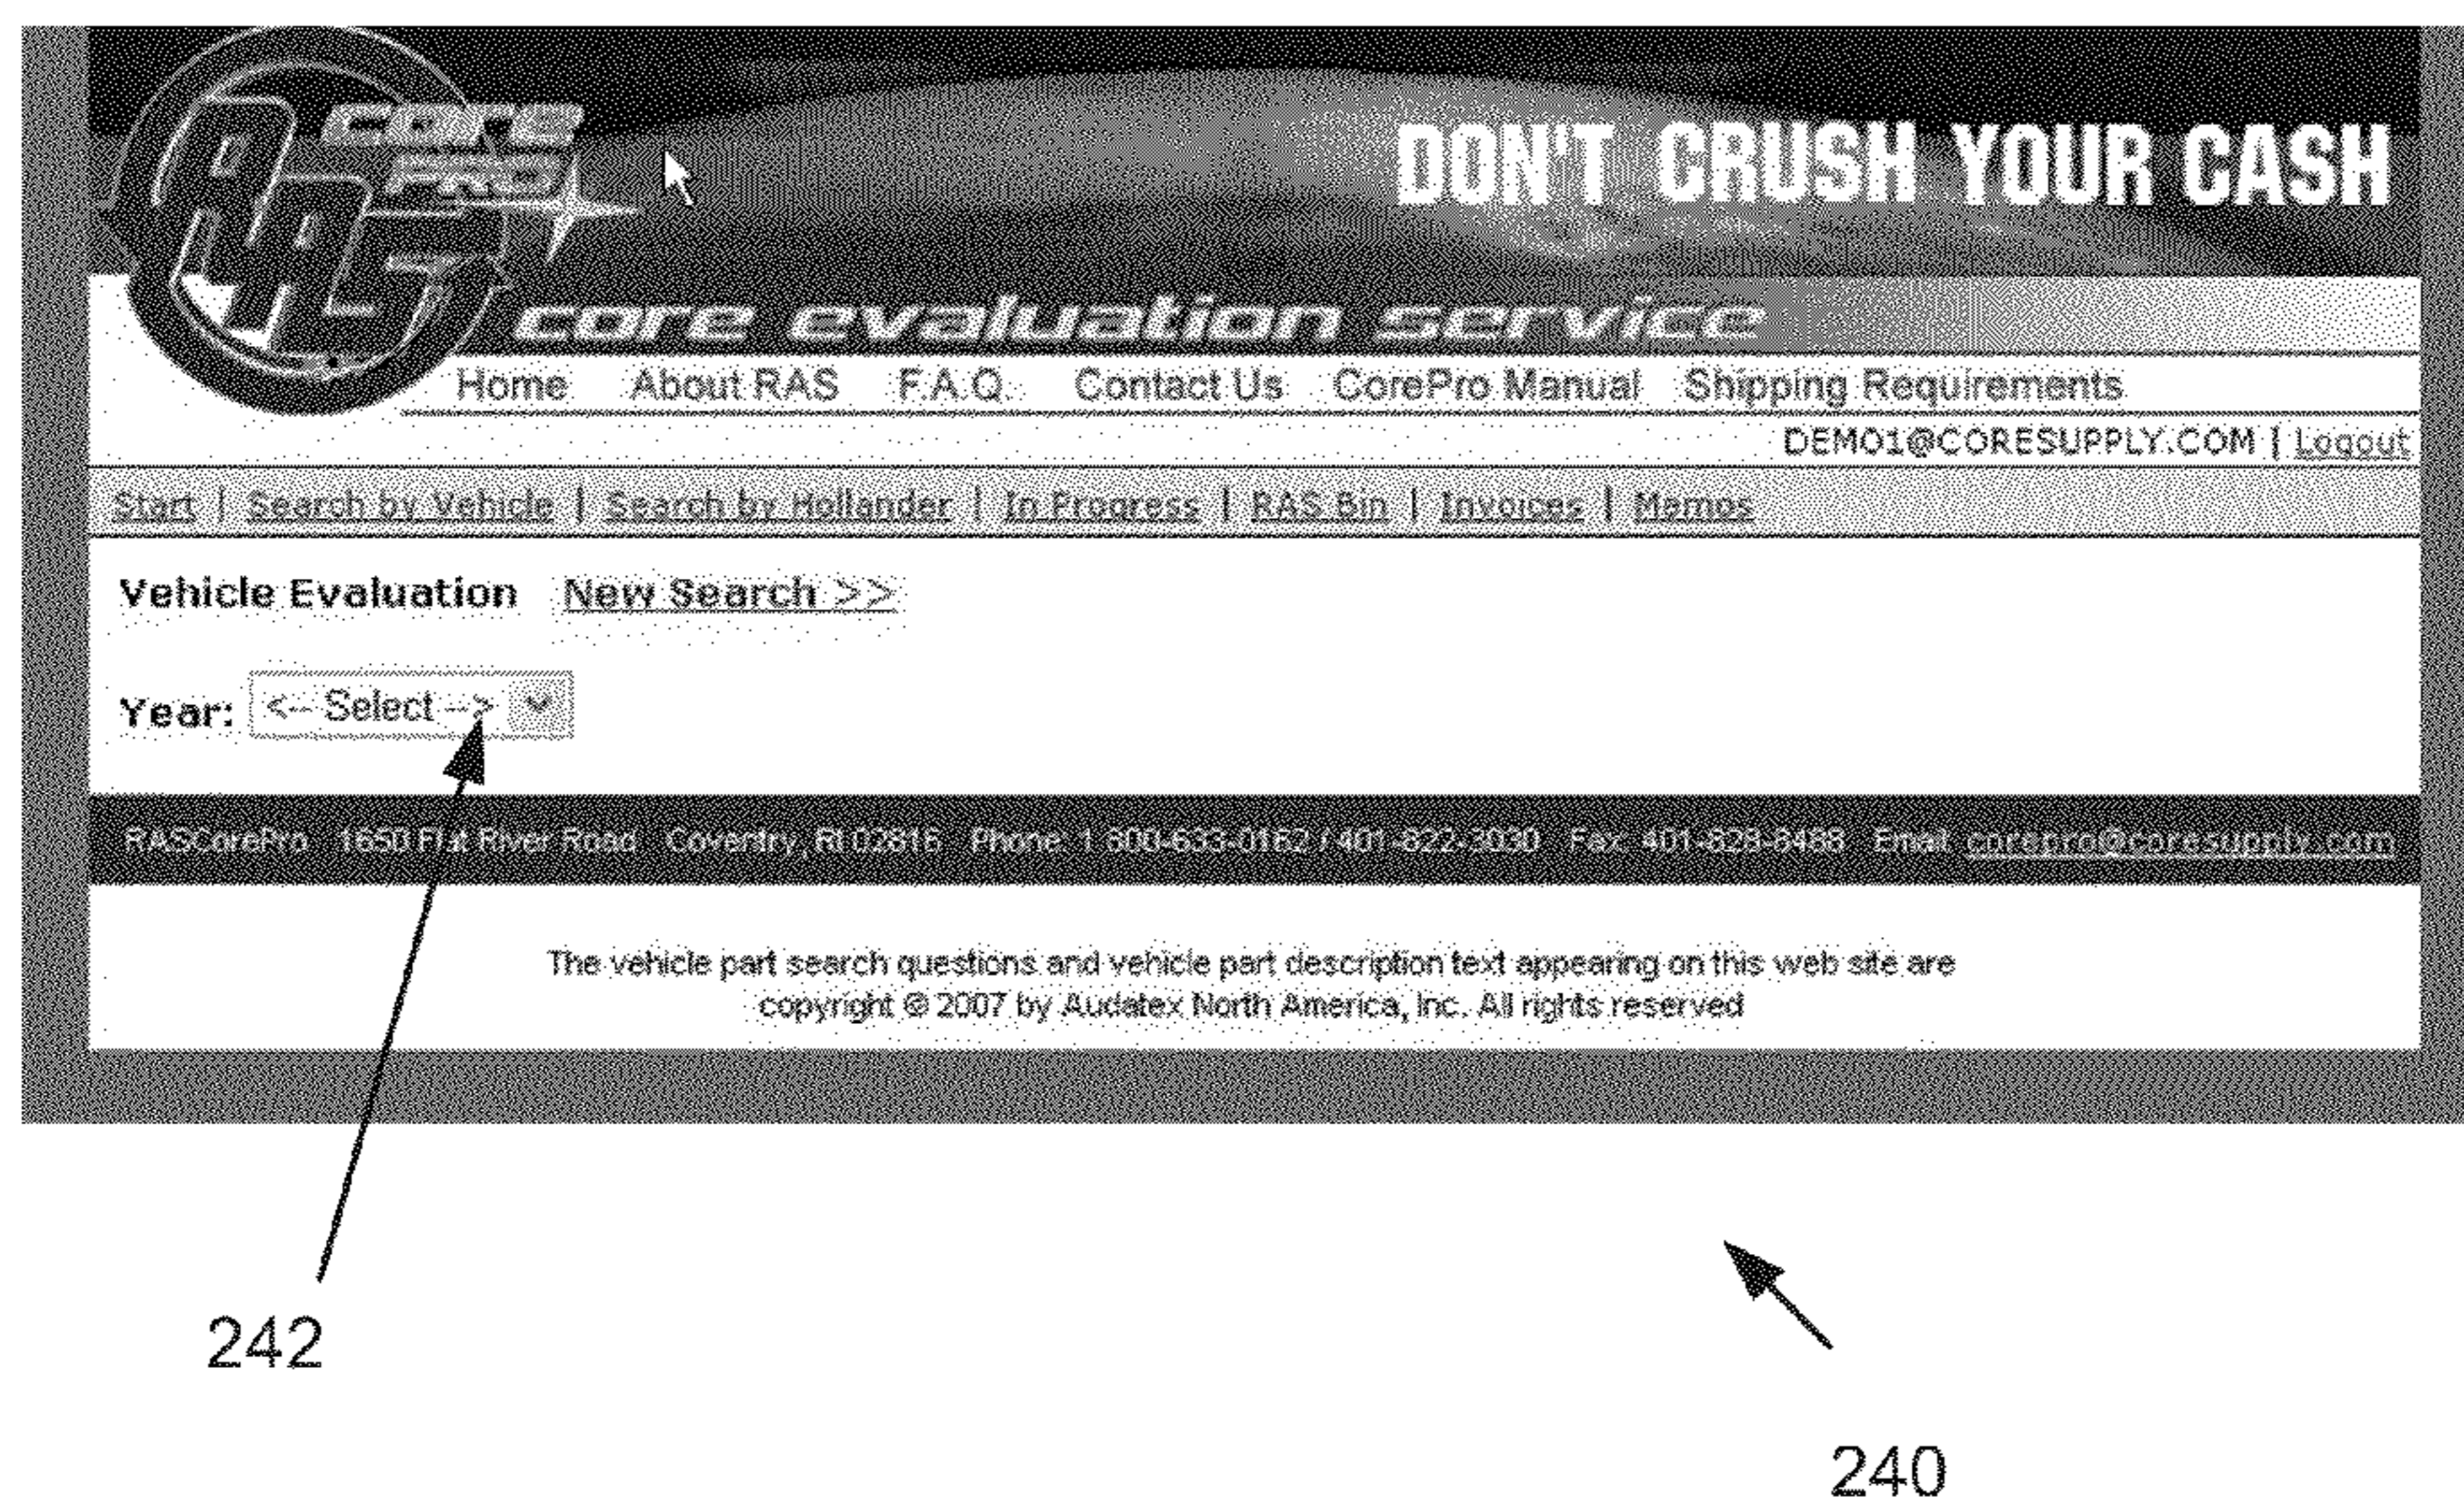 RAS core PRO
DON'T CRUSH YOUR CASH
core evaluation service
Home About RAS F.A.Q. Contact Us CorePro Manual Shipping Requirements
DEMO1@CORESUPPLY.COM | Logout
Start | Search by Vehicle | Search by Hollander | In Progress | RAS Bin | Invoices | Memos
Vehicle Evaluation New Search >>
Year: <-- Select -->
RASCorePro 1650 Flat River Road Coventry, RI 02816 Phone: 1 800-633-0162 / 401-822-3030 Fax: 401-828-8488 Email: corepro@coresupply.com
The vehicle part search questions and vehicle part description text appearing on this web site are
copyright © 2007 by Audatex North America, Inc. All rights reserved
242
240